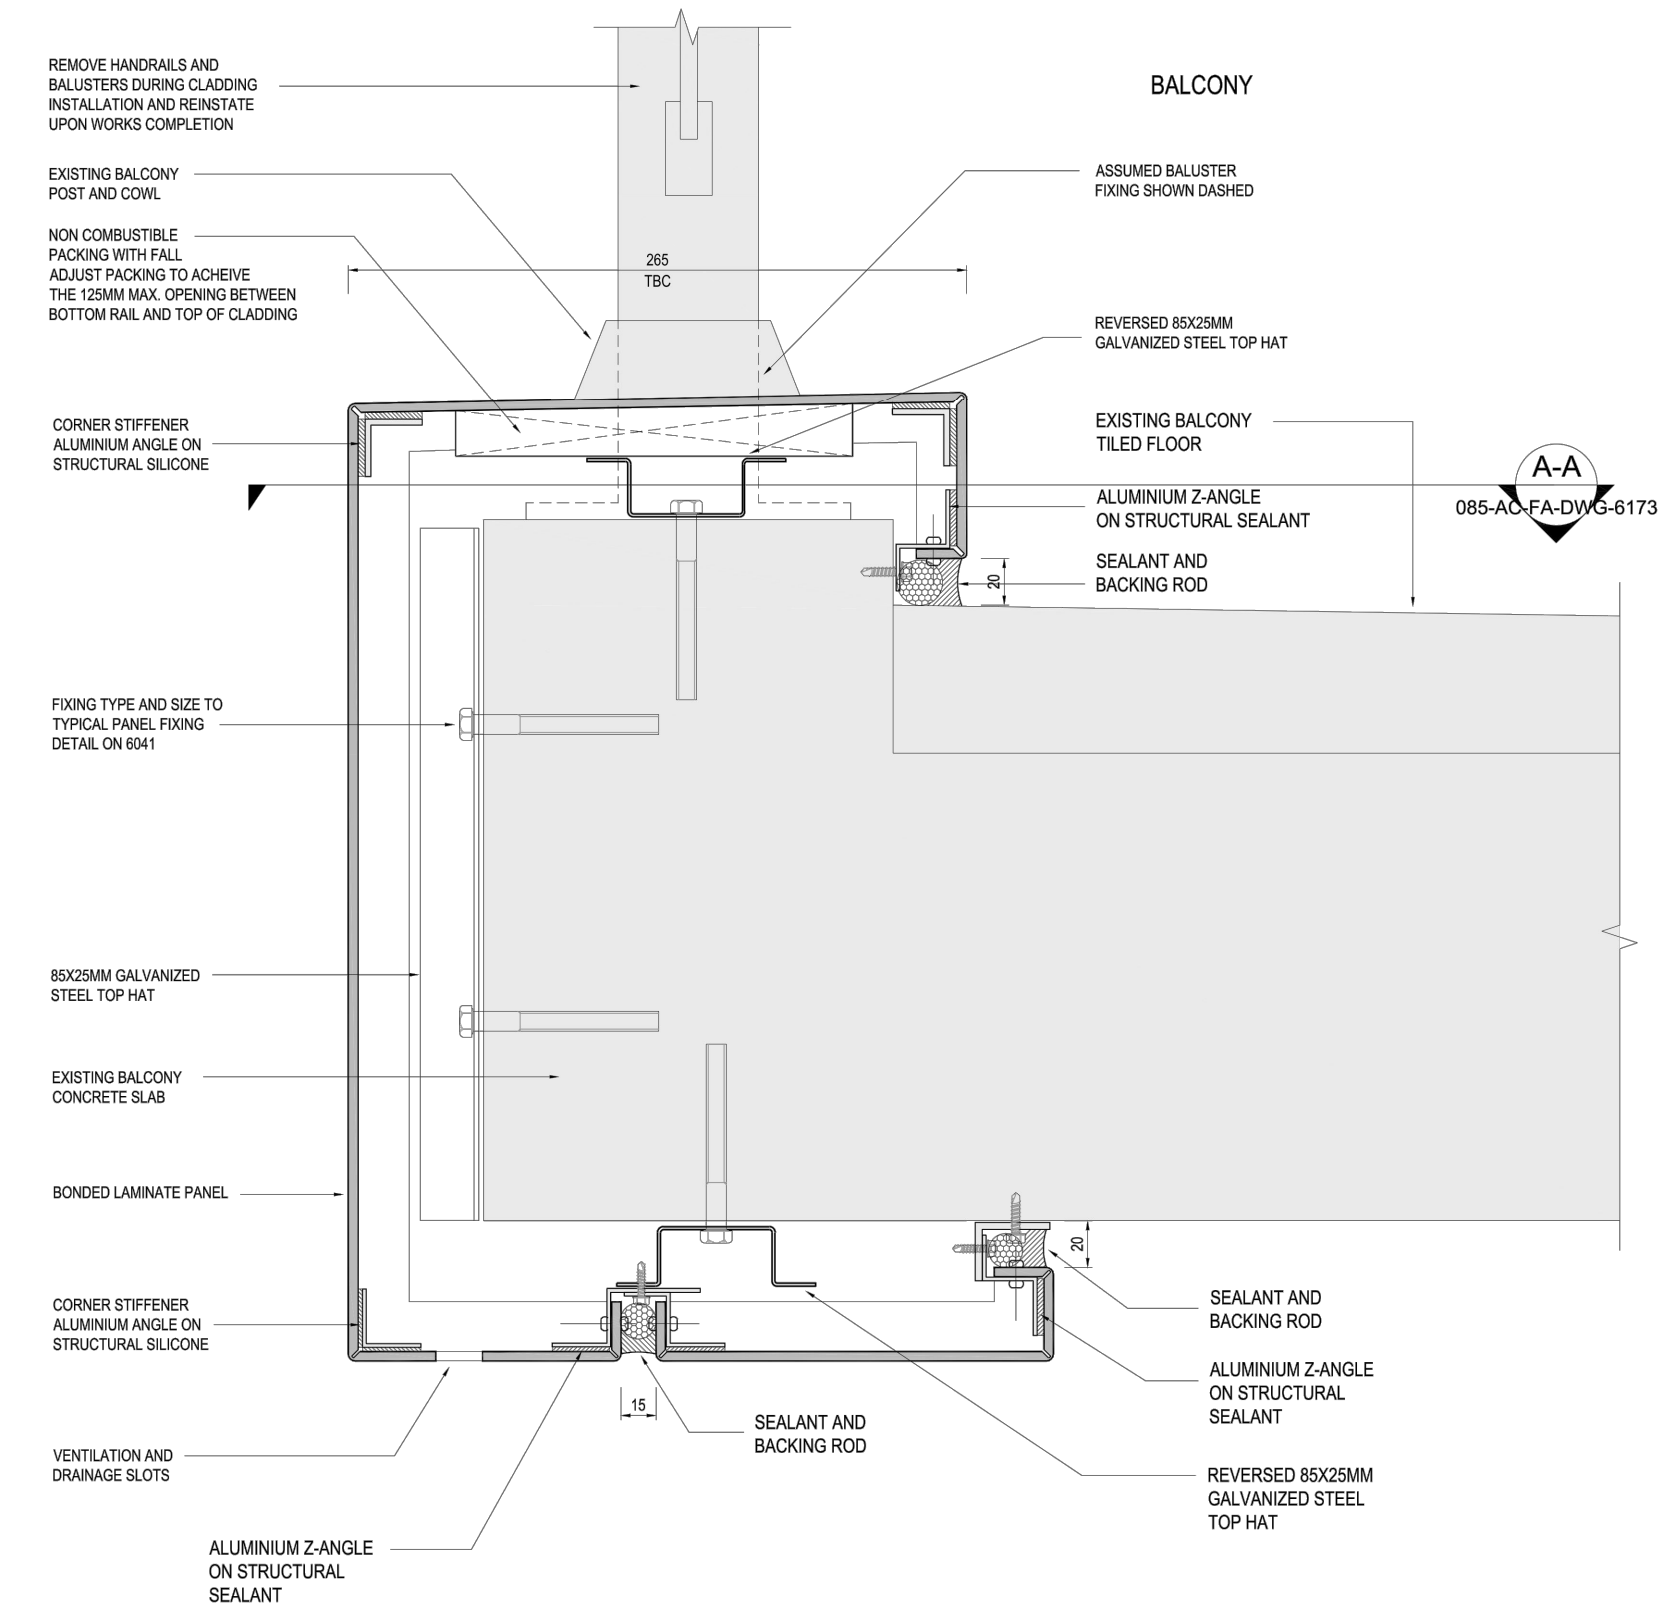 REMOVE HANDRAILS AND
BALUSTERS DURING CLADDING
INSTALLATION AND REINSTATE
UPON WORKS COMPLETION
BALCONY
EXISTING BALCONY
POST AND COWL
ASSUMED BALUSTER
FIXING SHOWN DASHED
NON COMBUSTIBLE
PACKING WITH FALL
ADJUST PACKING TO ACHEIVE
THE 125MM MAX. OPENING BETWEEN
BOTTOM RAIL AND TOP OF CLADDING
265
TBC
REVERSED 85X25MM
GALVANIZED STEEL TOP HAT
CORNER STIFFENER
ALUMINIUM ANGLE ON
STRUCTURAL SILICONE
EXISTING BALCONY
TILED FLOOR
A-A
085-AC-FA-DWG-6173
ALUMINIUM Z-ANGLE
ON STRUCTURAL SEALANT
SEALANT AND
BACKING ROD
20
FIXING TYPE AND SIZE TO
TYPICAL PANEL FIXING
DETAIL ON 6041
85X25MM GALVANIZED
STEEL TOP HAT
EXISTING BALCONY
CONCRETE SLAB
BONDED LAMINATE PANEL
20
CORNER STIFFENER
ALUMINIUM ANGLE ON
STRUCTURAL SILICONE
SEALANT AND
BACKING ROD
ALUMINIUM Z-ANGLE
ON STRUCTURAL
SEALANT
15
SEALANT AND
BACKING ROD
VENTILATION AND
DRAINAGE SLOTS
REVERSED 85X25MM
GALVANIZED STEEL
TOP HAT
ALUMINIUM Z-ANGLE
ON STRUCTURAL
SEALANT